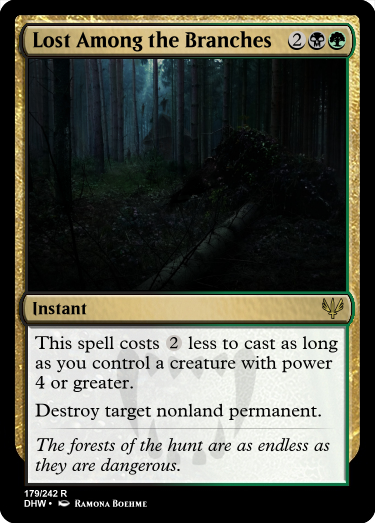 Lost Among the Branches 2
Instant
This spell costs 2 less to cast as long
as you control a creature with power
4 or greater.
Destroy target nonland permanent.
The forests of the hunt are as endless as
they are dangerous.
179/242 R
DHW • Ramona Boehme